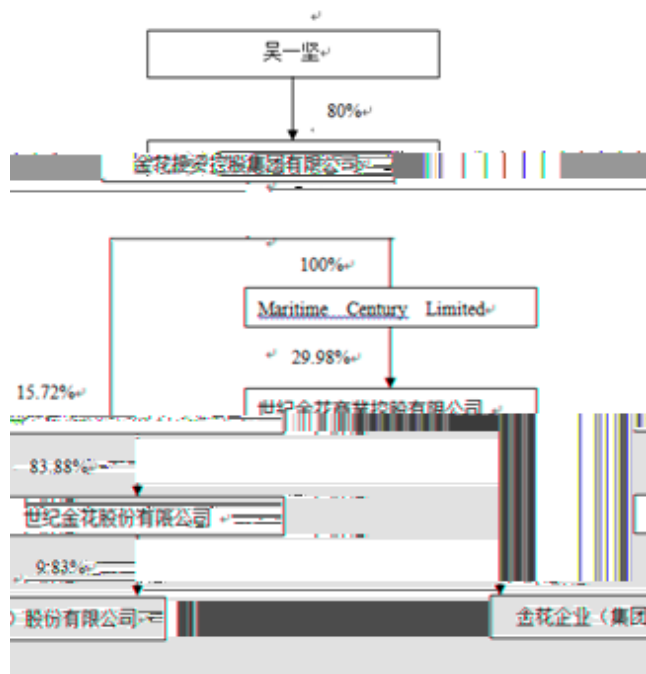 吴一坚
80%
金花投资控股集团有限公司
100%
Maritime Century Limited
29.98%
15.72%
世纪金花商业控股有限公司
83.88%
世纪金花股份有限公司
9.83%
）股份有限公司
金花企业（集团